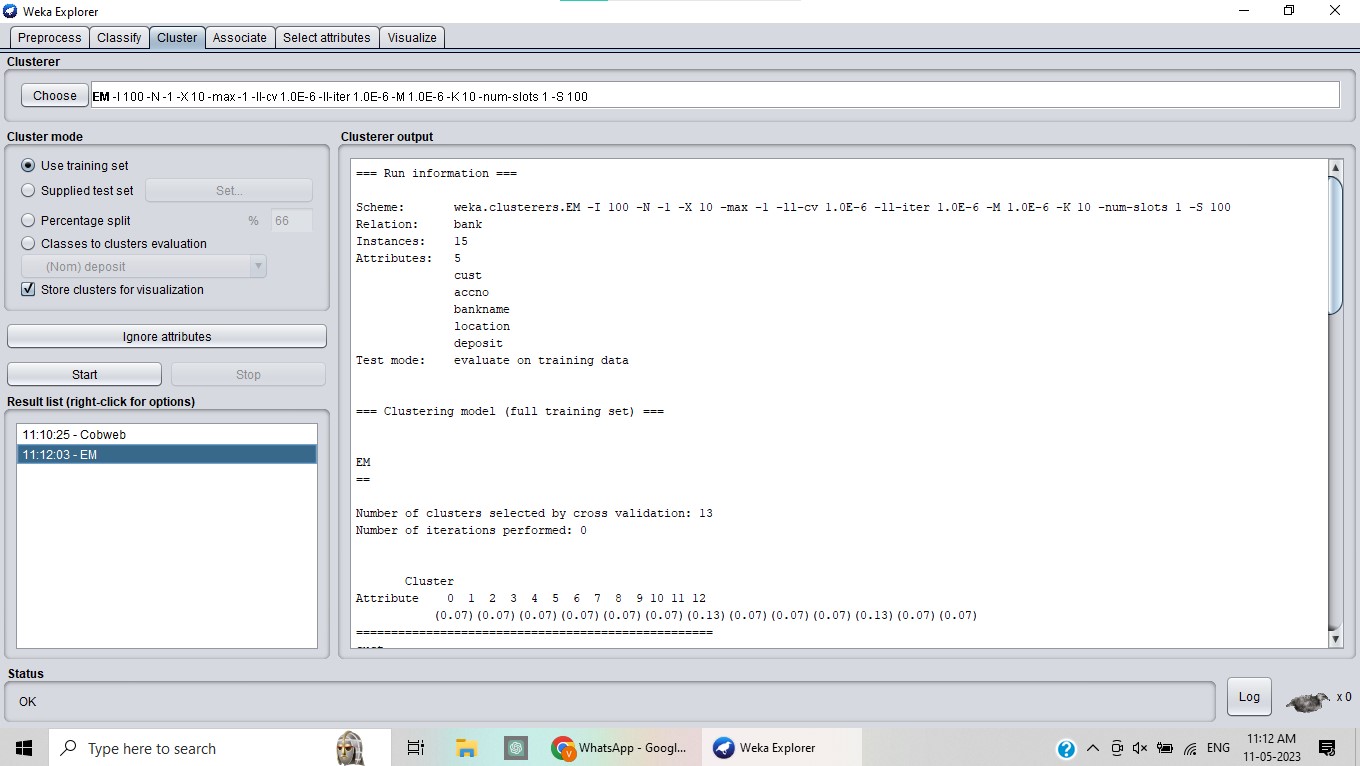 Weka Explorer
Preprocess Classify Cluster Associate Select attributes Visualize
Clusterer
Choose EM -I 100 -N -1 -X 10 -max -1 -ll-cv 1.0E-6 -ll-iter 1.0E-6 -M 1.0E-6 -K 10 -num-slots 1 -S 100
Cluster mode
Use training set
Supplied test set Set...
Percentage split % 66
Classes to clusters evaluation
(Nom) deposit
Store clusters for visualization
Ignore attributes
Start Stop
Result list (right-click for options)
11:10:25 - Cobweb
11:12:03 - EM
Clusterer output
=== Run information ===
Scheme: weka.clusterers.EM -I 100 -N -1 -X 10 -max -1 -ll-cv 1.0E-6 -ll-iter 1.0E-6 -M 1.0E-6 -K 10 -num-slots 1 -S 100
Relation: bank
Instances: 15
Attributes: 5
cust
accno
bankname
location
deposit
Test mode: evaluate on training data
=== Clustering model (full training set) ===
EM
==
Number of clusters selected by cross validation: 13
Number of iterations performed: 0
Cluster
Attribute 0 1 2 3 4 5 6 7 8 9 10 11 12
(0.07) (0.07) (0.07) (0.07) (0.07) (0.07) (0.13) (0.07) (0.07) (0.07) (0.13) (0.07) (0.07)
===================================================
cust
Status
OK
Log x 0
Type here to search
WhatsApp - Googl...
Weka Explorer
ENG
11:12 AM
11-05-2023